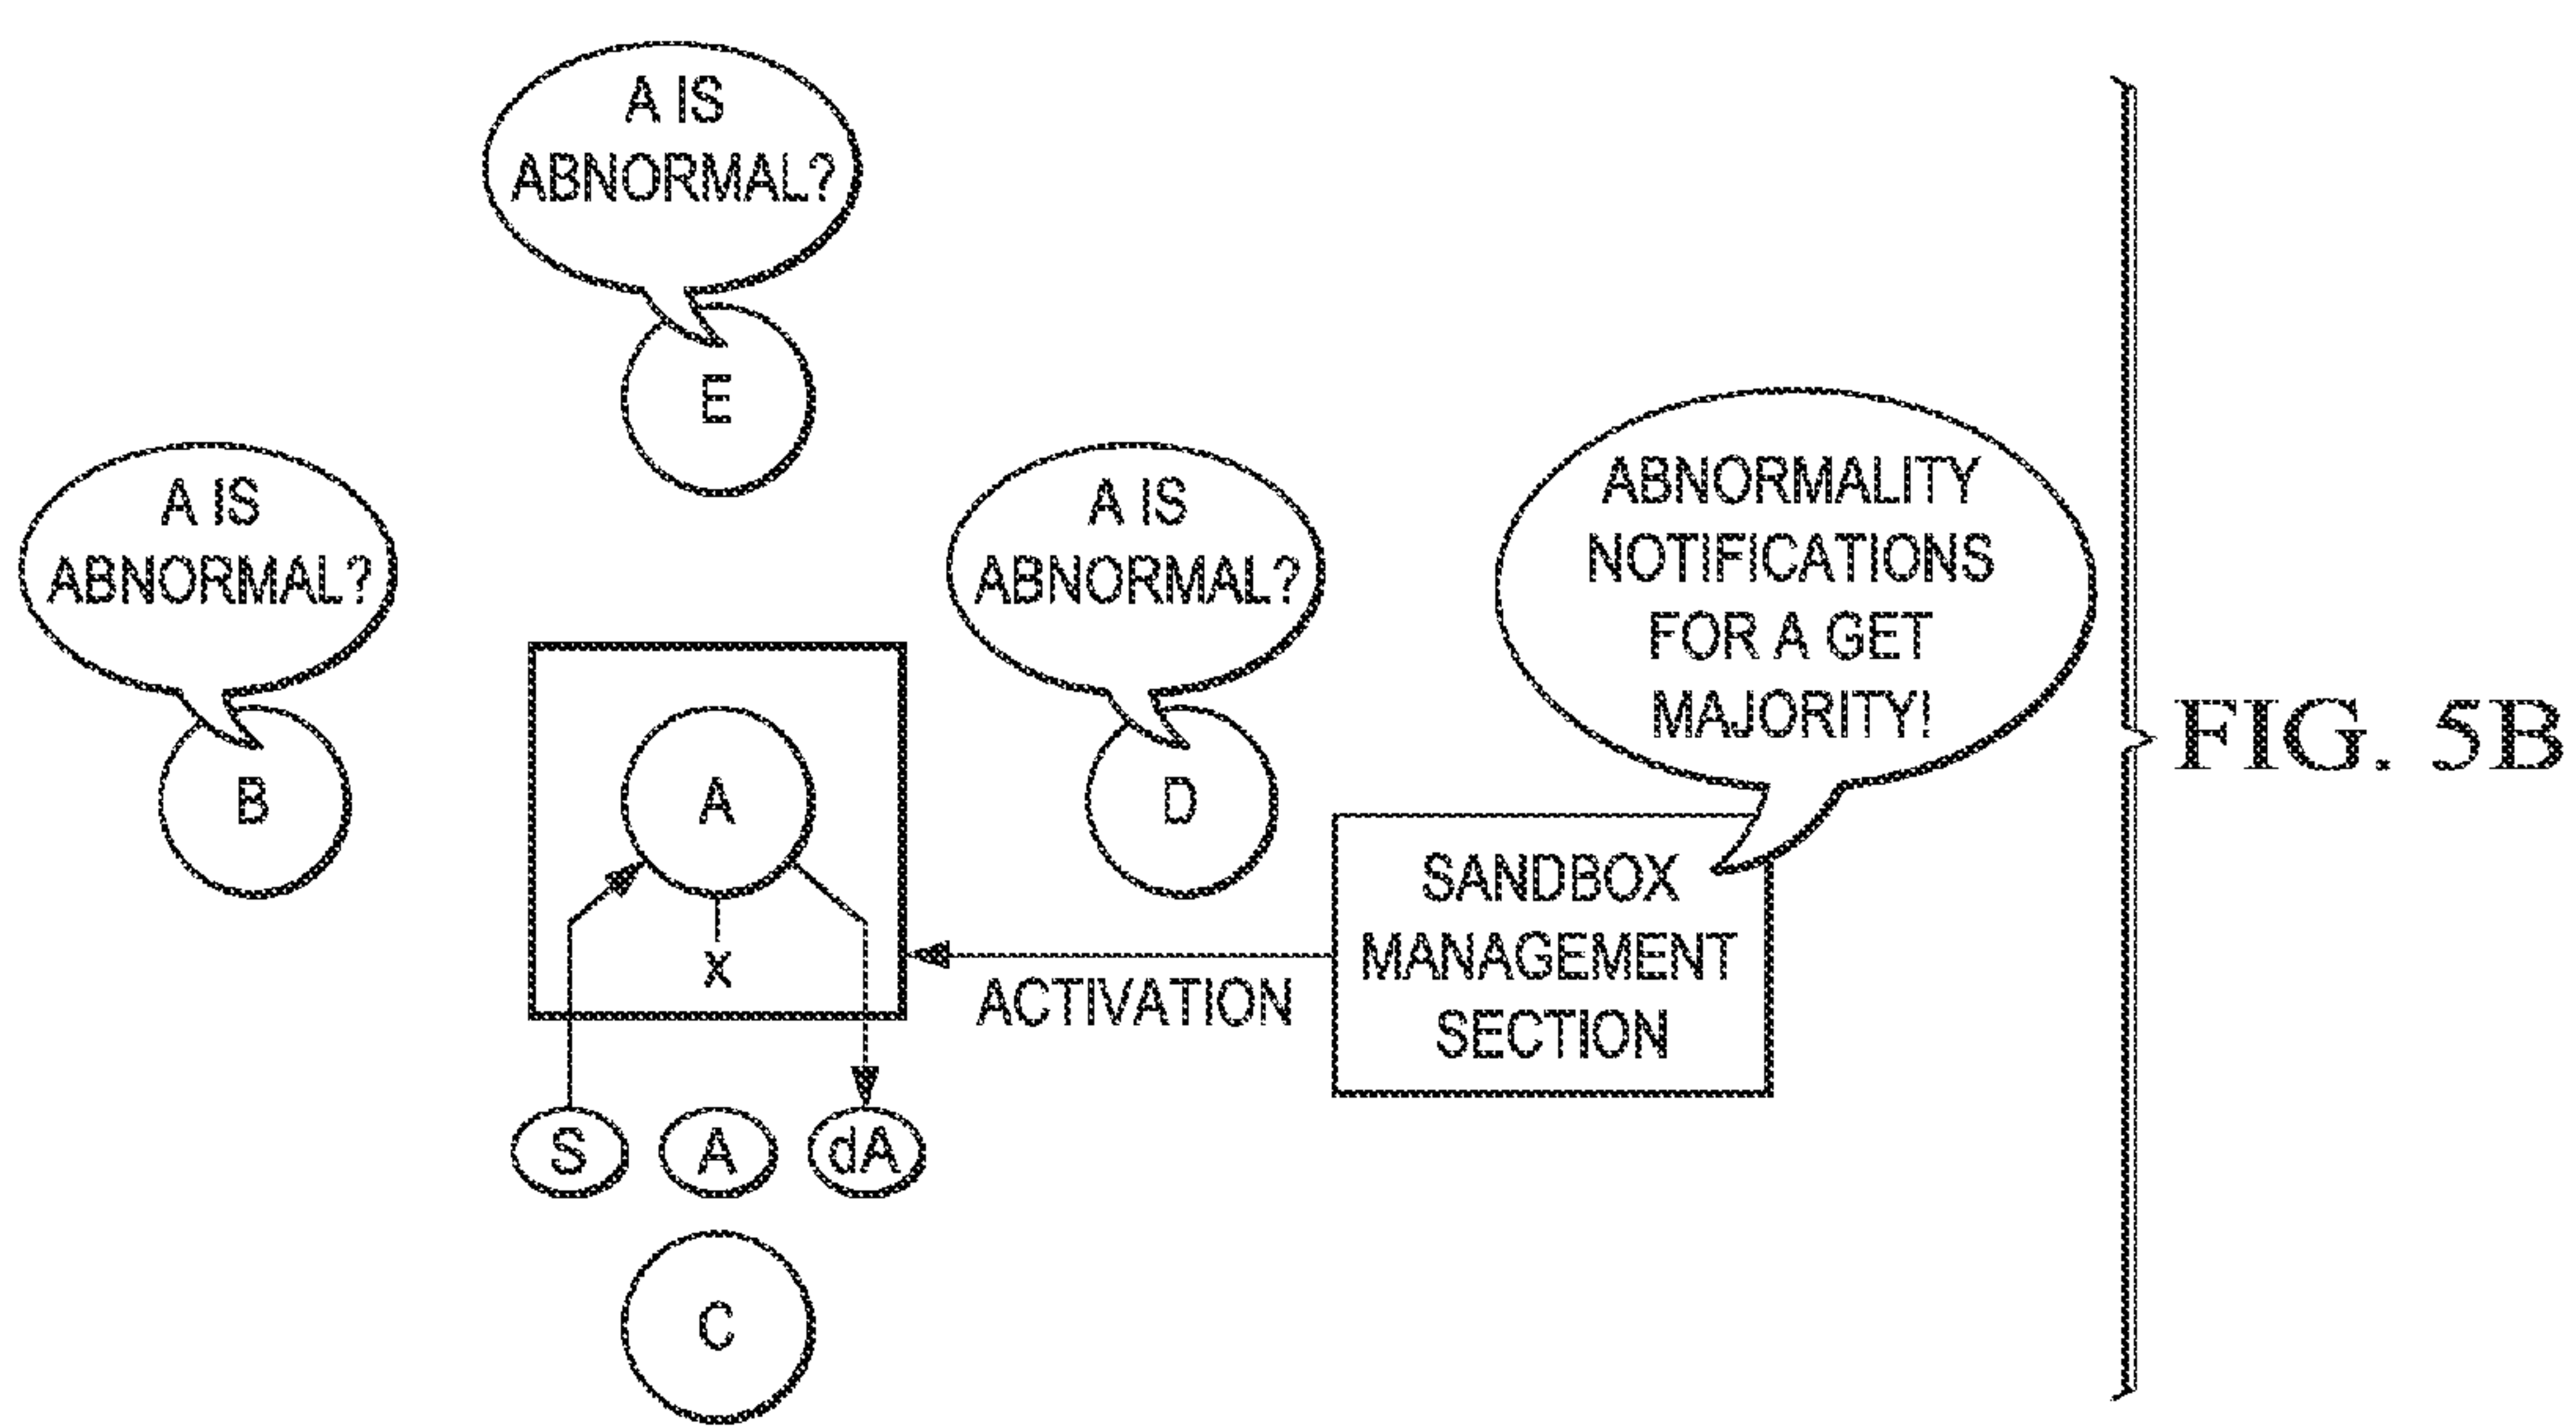 A IS
ABNORMAL?
E
A IS
ABNORMAL?
B
A IS
ABNORMAL?
D
ABNORMALITY
NOTIFICATIONS
FOR A GET
MAJORITY!
A
X
SANDBOX
MANAGEMENT
SECTION
ACTIVATION
S
A
dA
C
FIG. 5B